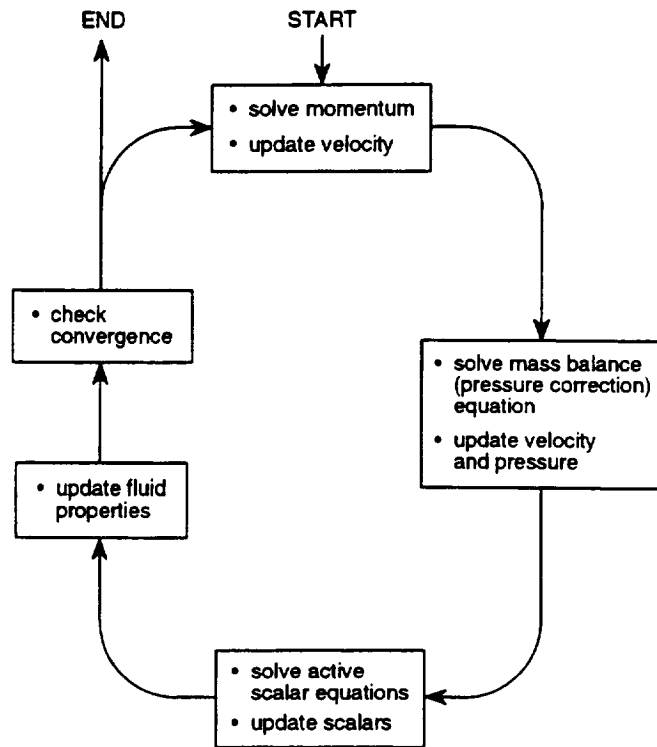 END
START
• solve momentum
• update velocity
• check
convergence
• solve mass balance
(pressure correction)
equation
• update velocity
and pressure
• update fluid
properties
• solve active
scalar equations
• update scalars